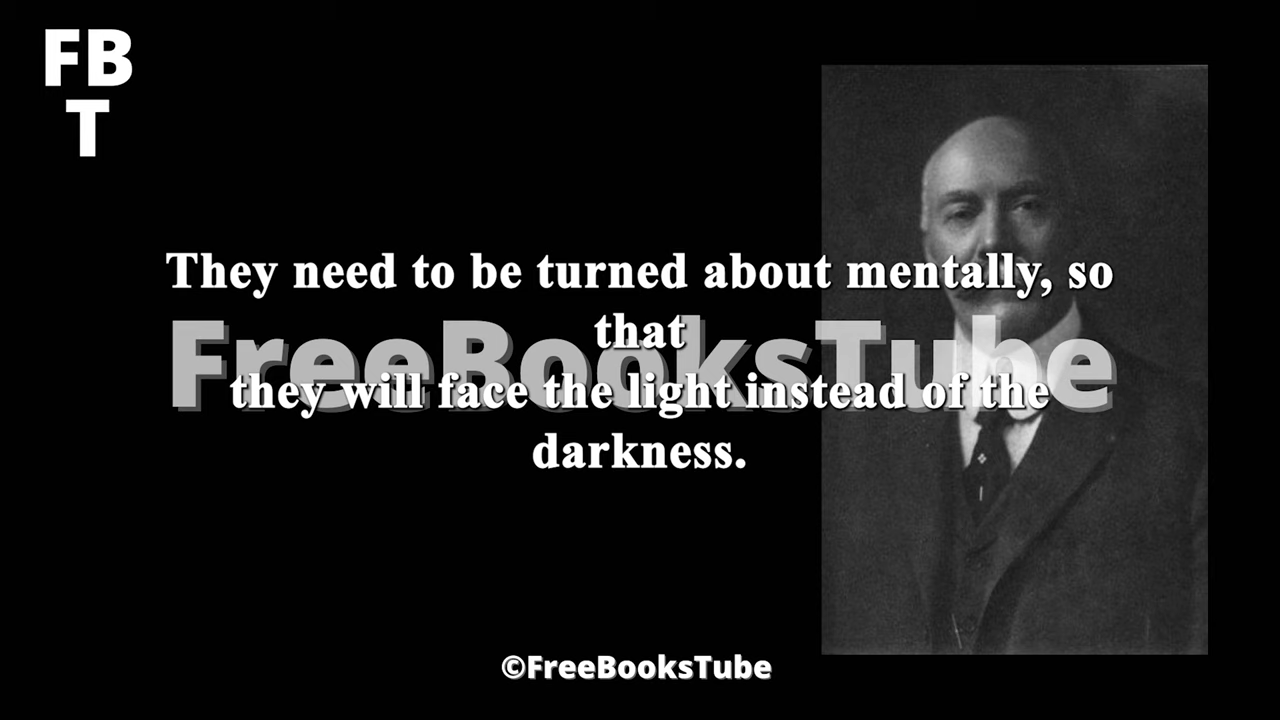 FB
T
They need to be turned about mentally, so
that
FreeBooksTube
they will face the light instead of the
darkness.
©FreeBooksTube